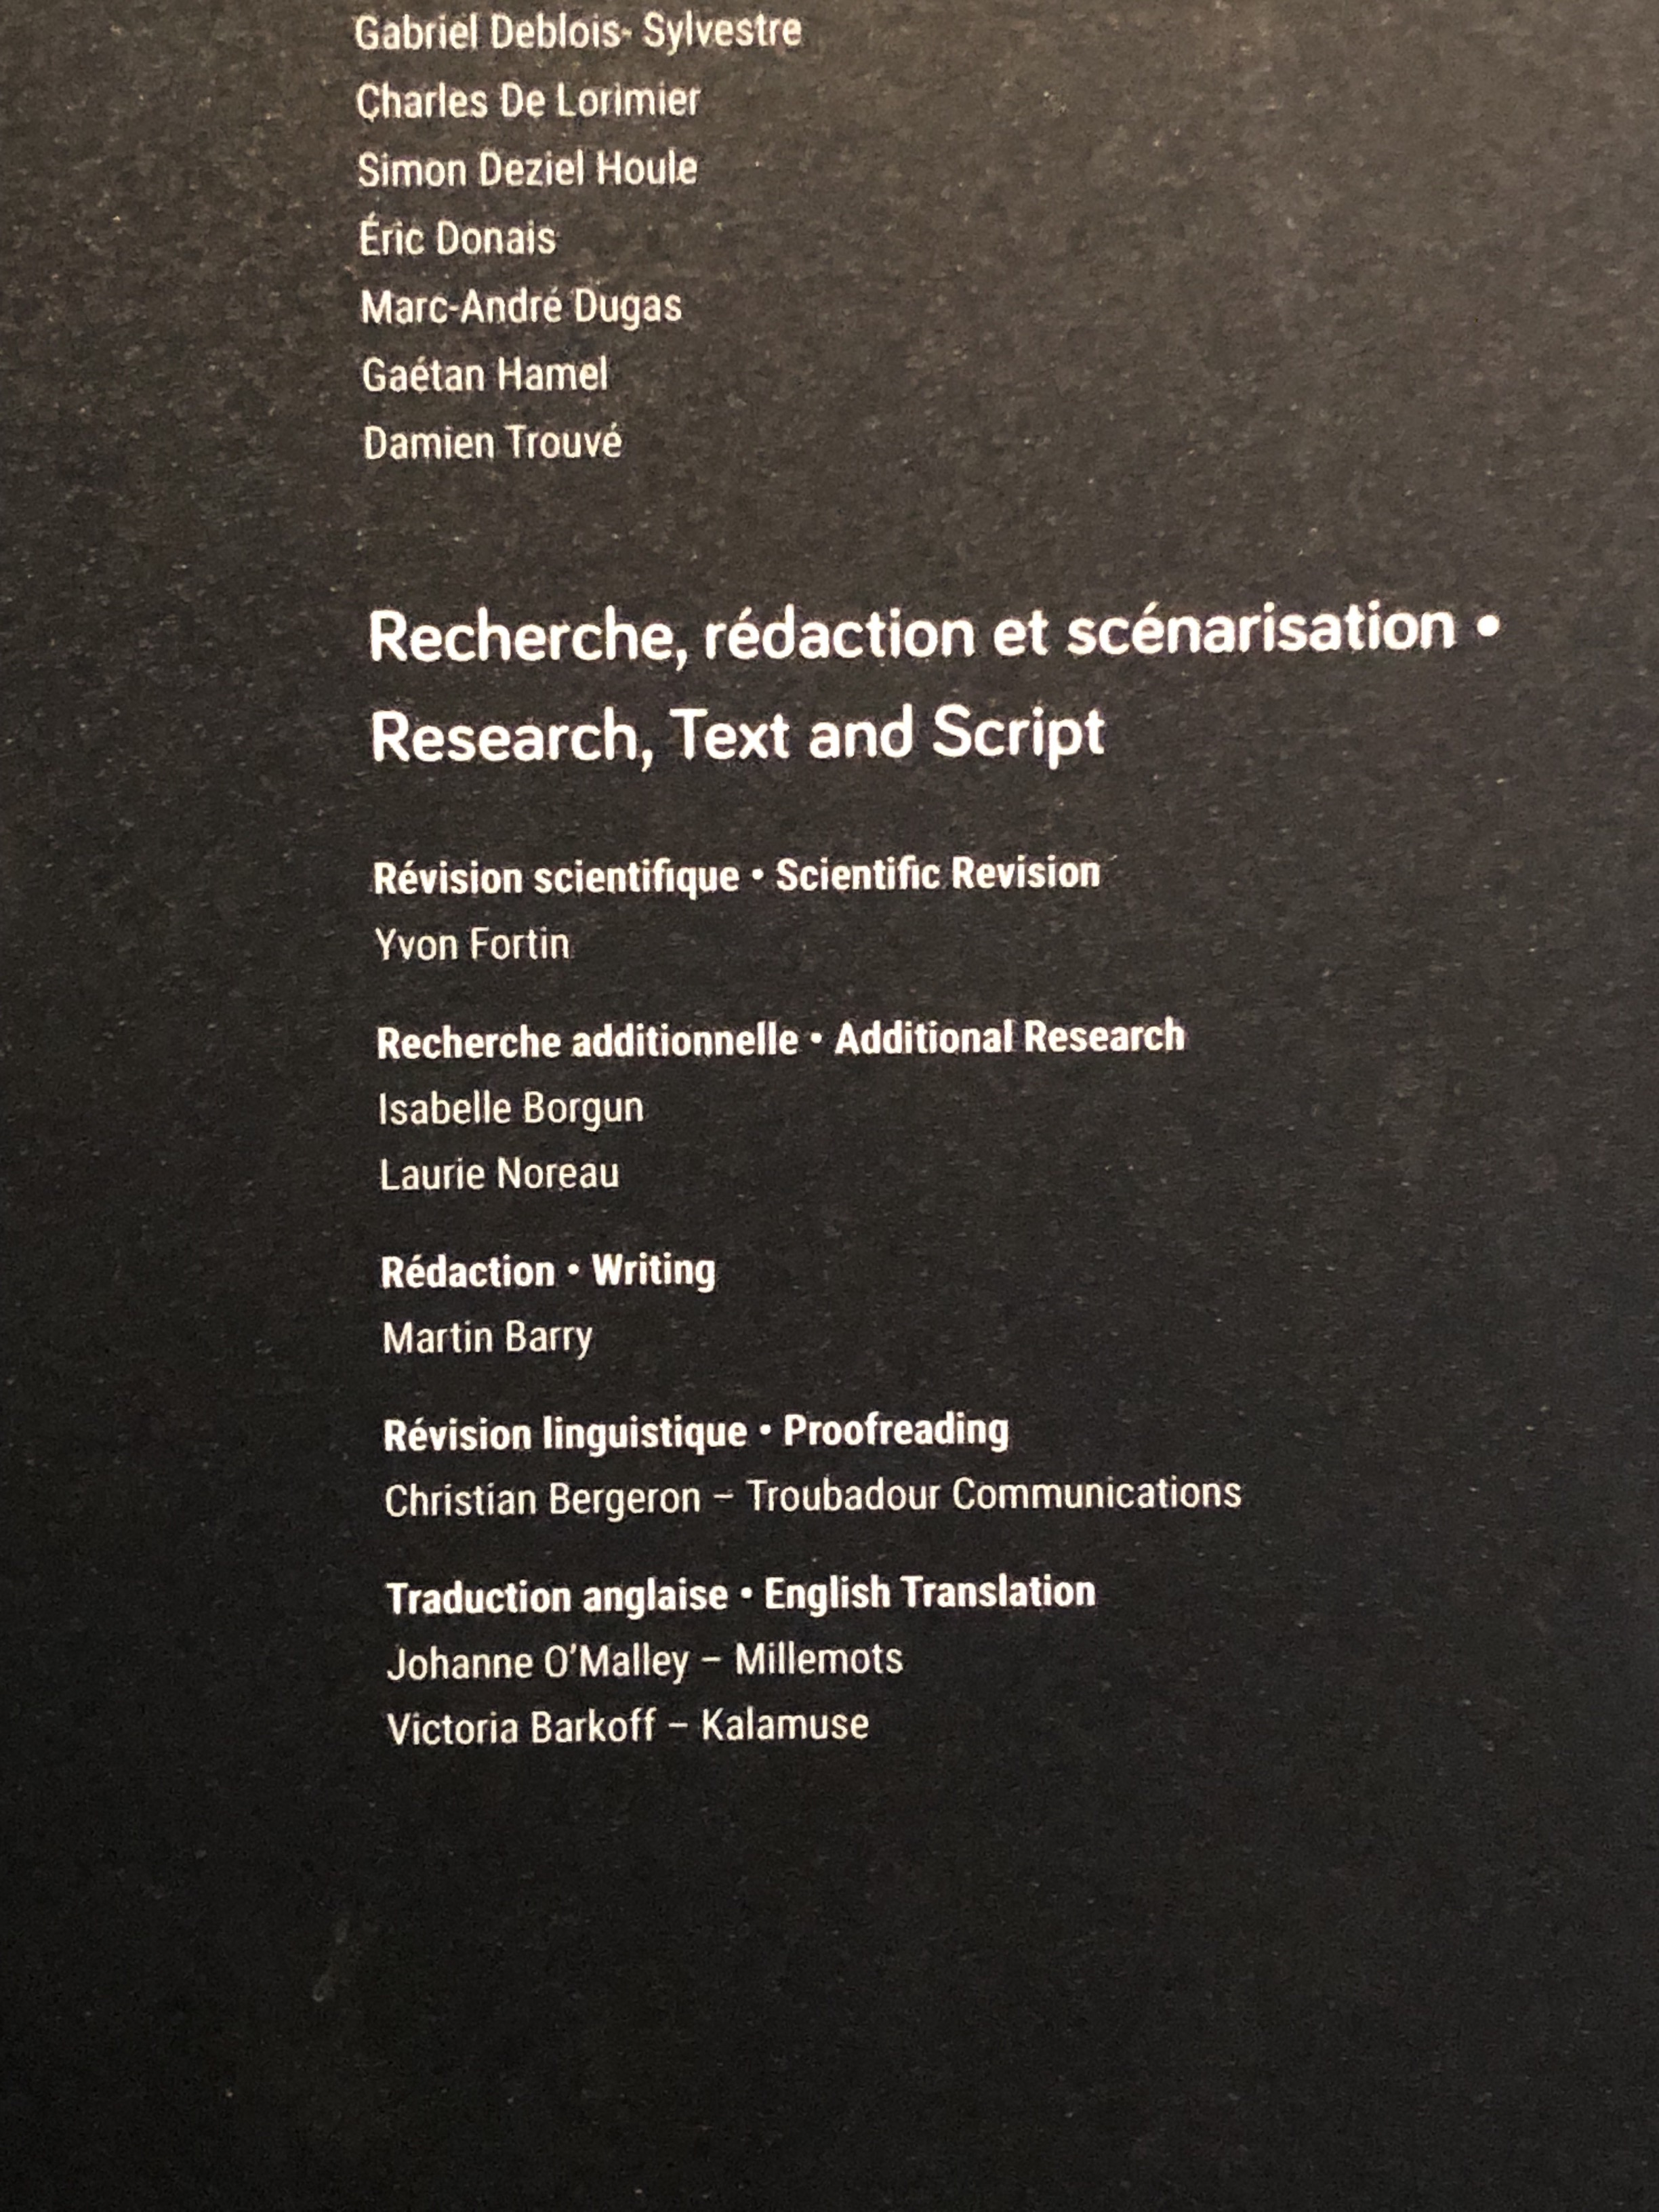 Gabriel Deblois- Sylvestre
Charles De Lorimier
Simon Deziel Houle
Éric Donais
Marc-André Dugas
Gaétan Hamel
Damien Trouvé
Recherche, rédaction et scénarisation •
Research, Text and Script
Révision scientifique • Scientific Revision
Yvon Fortin
Recherche additionnelle • Additional Research
Isabelle Borgun
Laurie Noreau
Rédaction • Writing
Martin Barry
Révision linguistique • Proofreading
Christian Bergeron – Troubadour Communications
Traduction anglaise • English Translation
Johanne O'Malley – Millemots
Victoria Barkoff – Kalamuse